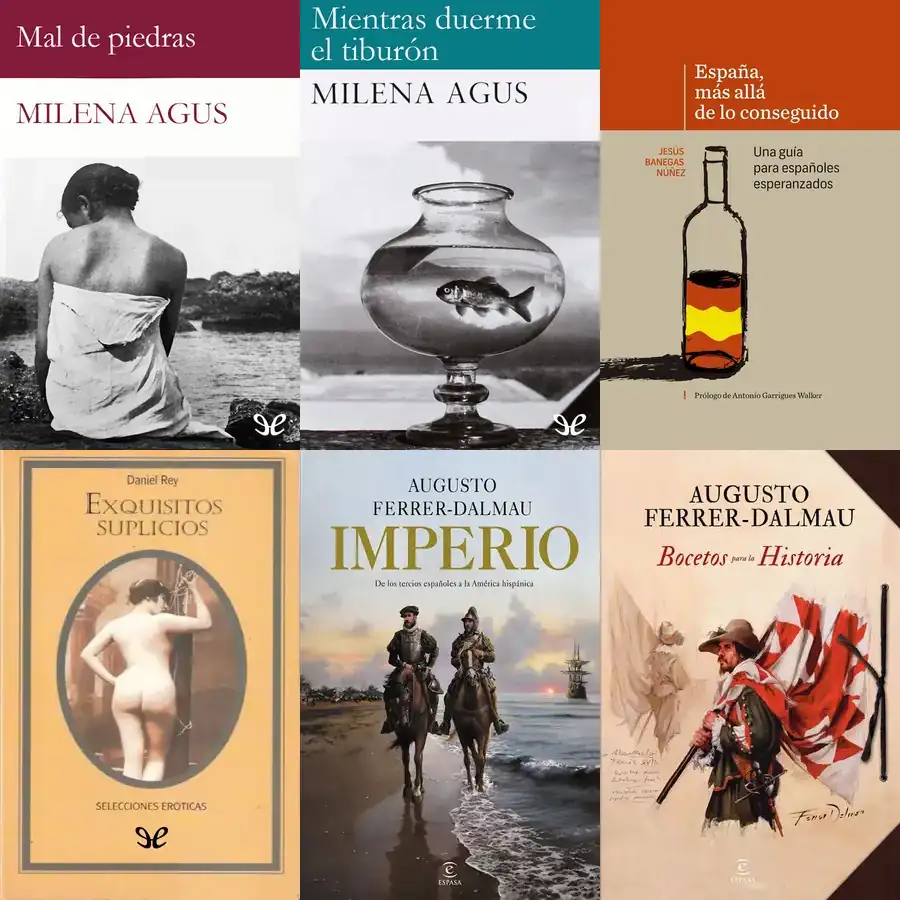 Mal de piedras
MILENA AGUS
Mientras duerme
el tiburón
MILENA AGUS
España,
más allá
de lo conseguido
JESÚS
BANEGAS
NÚÑEZ
Una guía
para españoles
esperanzados
Prólogo de Antonio Garrigues Walker
Daniel Rey
EXQUISITOS
SUPLICIOS
SELECCIONES ERÓTICAS
AUGUSTO
FERRER-DALMAU
IMPERIO
De los tercios españoles a la América hispánica
ESPASA
AUGUSTO
FERRER-DALMAU
Bocetos para la Historia
Ferrer-Dalmau
ESPASA